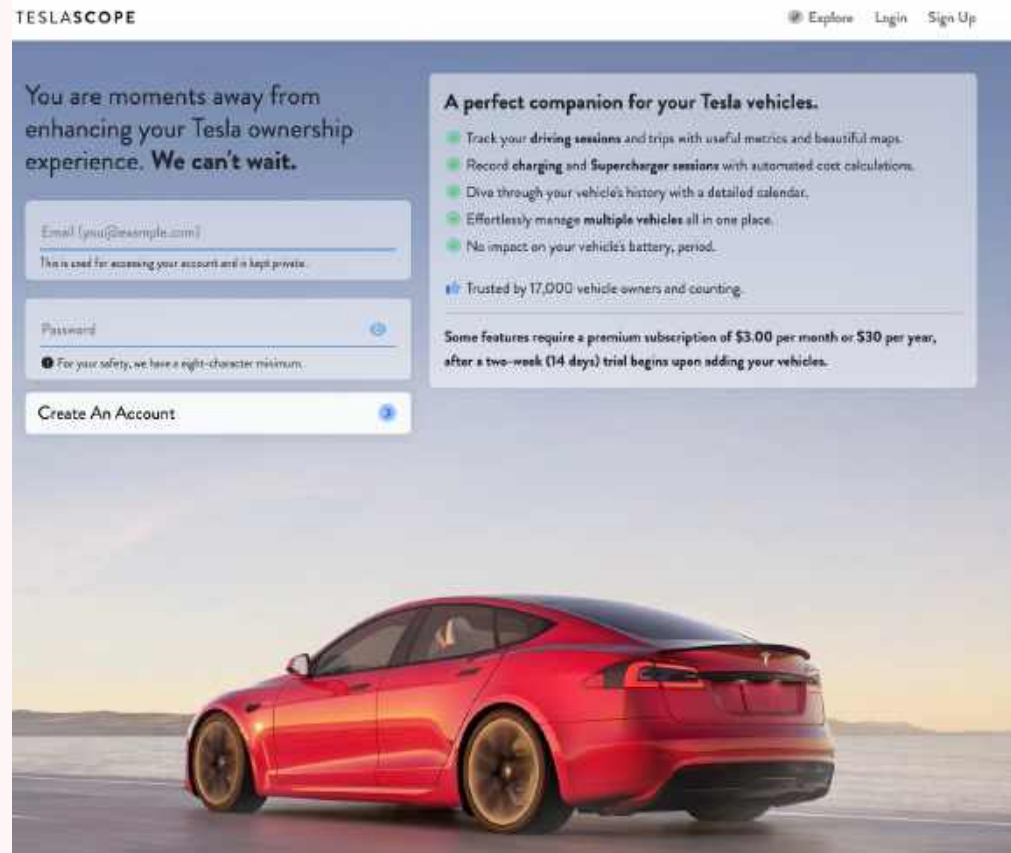 TESLASCOPE
Explore Login Sign Up
You are moments away from
enhancing your Tesla ownership
experience. We can't wait.
Email (you@example.com)
This is used for accessing your account and is kept private.
Password
For your safety, we have a eight-character minimum.
Create An Account
A perfect companion for your Tesla vehicles.
Track your driving sessions and trips with useful metrics and beautiful maps.
Record charging and Supercharger sessions with automated cost calculations.
Dive through your vehicle's history with a detailed calendar.
Effortlessly manage multiple vehicles all in one place.
No impact on your vehicle's battery, period.
Trusted by 17,000 vehicle owners and counting.
Some features require a premium subscription of $3.00 per month or $30 per year,
after a two-week (14 days) trial begins upon adding your vehicles.